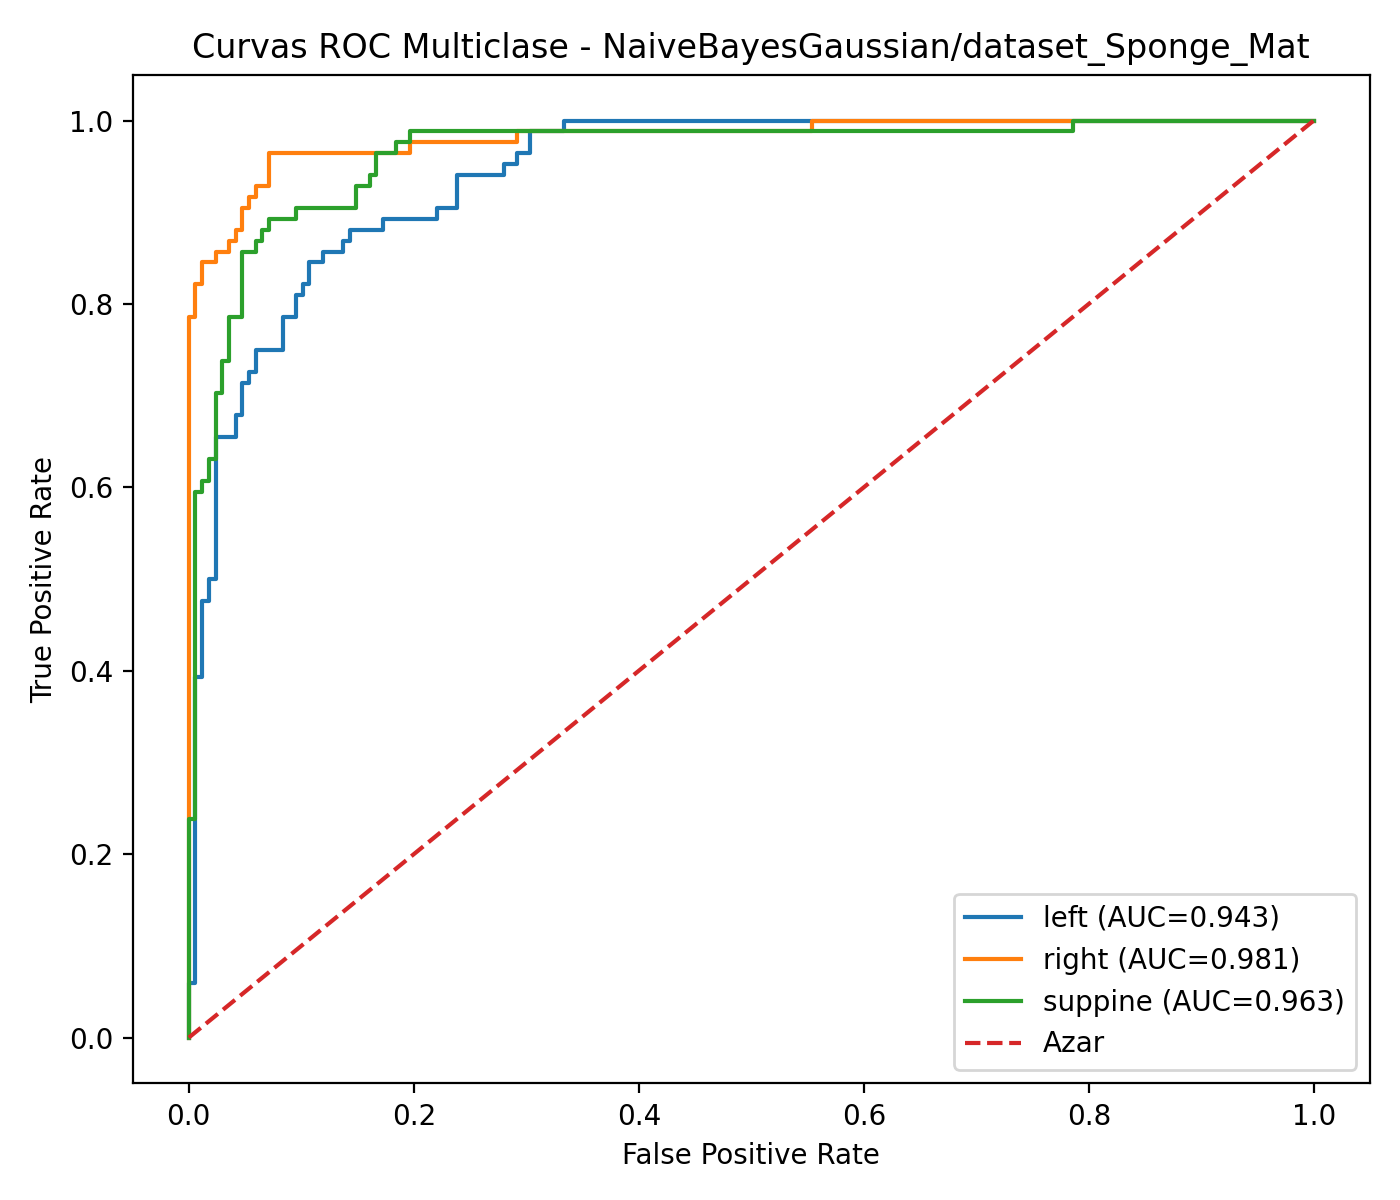 Curvas ROC Multiclase - NaiveBayesGaussian/dataset_Sponge_Mat
True Positive Rate
1.0
0.8
0.6
0.4
0.2
0.0
left (AUC=0.943)
right (AUC=0.981)
suppine (AUC=0.963)
Azar
0.0 0.2 0.4 0.6 0.8 1.0
False Positive Rate